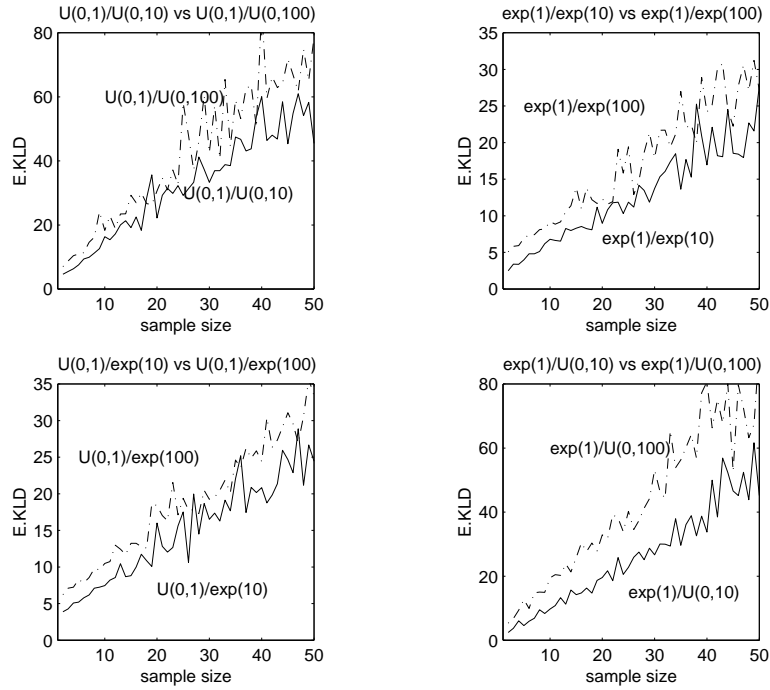 U(0,1)/U(0,10) vs U(0,1)/U(0,100)
80
60
40
20
0
E.KLD
U(0,1)/U(0,100)
U(0,1)/U(0,10)
10 20 30 40 50
sample size
exp(1)/exp(10) vs exp(1)/exp(100)
35
30
25
20
15
10
5
0
E.KLD
exp(1)/exp(100)
exp(1)/exp(10)
10 20 30 40 50
sample size
U(0,1)/exp(10) vs U(0,1)/exp(100)
35
30
25
20
15
10
5
0
E.KLD
U(0,1)/exp(100)
U(0,1)/exp(10)
10 20 30 40 50
sample size
exp(1)/U(0,10) vs exp(1)/U(0,100)
80
60
40
20
0
E.KLD
exp(1)/U(0,100)
exp(1)/U(0,10)
10 20 30 40 50
sample size